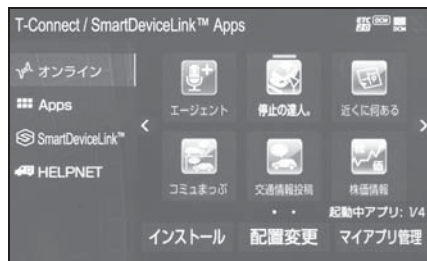 T-Connect / SmartDeviceLink™ Apps
ETC DCM
DCM
オンライン
Apps
SmartDeviceLink™
HELPNET
エージェント
停止の達人。
近くに何ある
コミュまっぷ
交通情報投稿
株価情報
起動中アプリ: 1/4
インストール
配置変更
マイアプリ管理